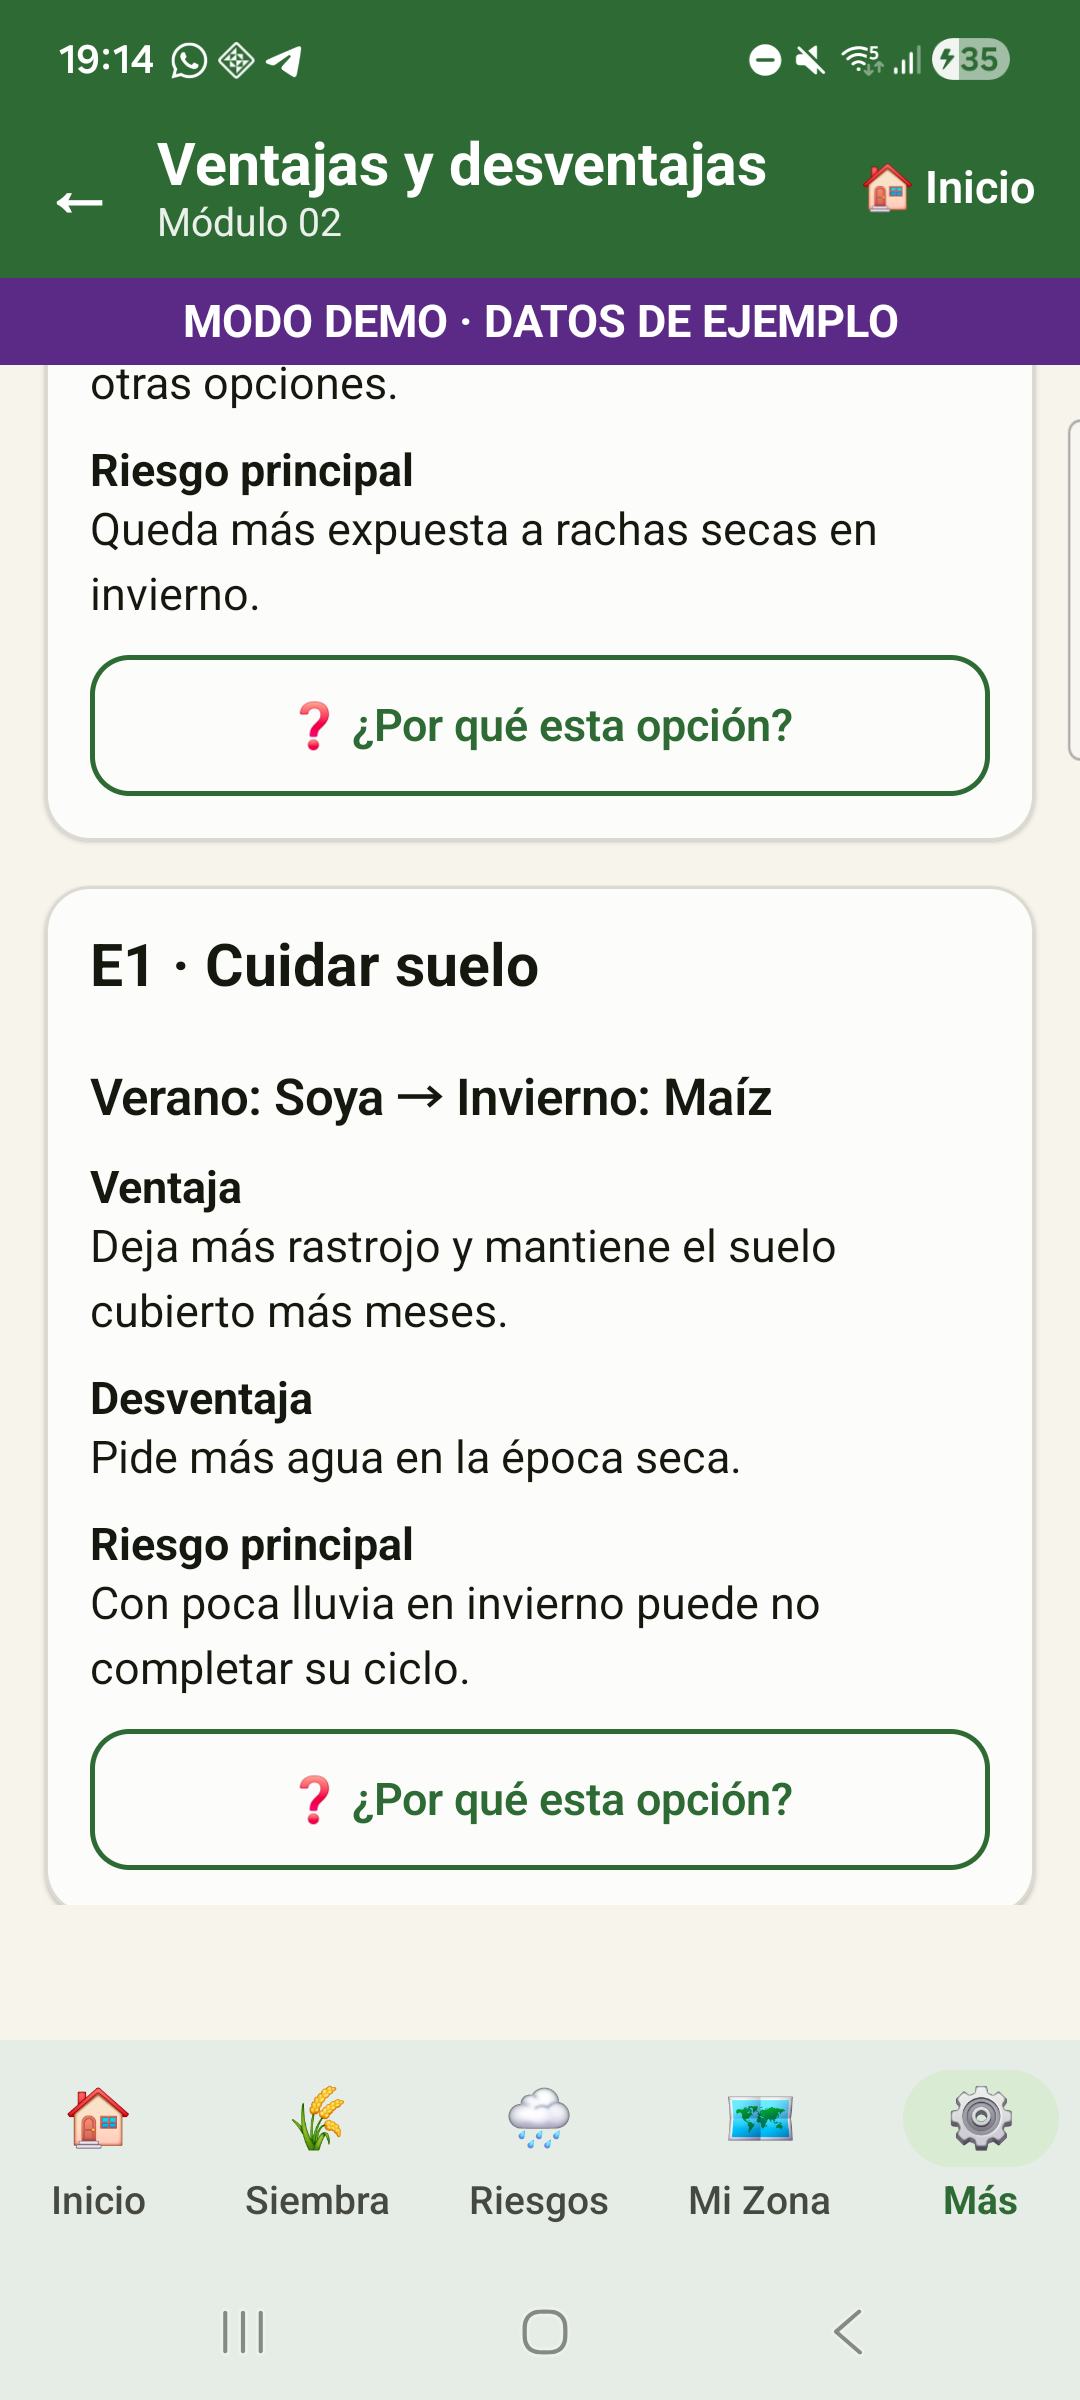 19:14
5
35
Ventajas y desventajas
Módulo 02
Inicio
MODO DEMO · DATOS DE EJEMPLO
otras opciones.
Riesgo principal
Queda más expuesta a rachas secas en
invierno.
❓ ¿Por qué esta opción?
E1 · Cuidar suelo
Verano: Soya → Invierno: Maíz
Ventaja
Deja más rastrojo y mantiene el suelo
cubierto más meses.
Desventaja
Pide más agua en la época seca.
Riesgo principal
Con poca lluvia en invierno puede no
completar su ciclo.
❓ ¿Por qué esta opción?
Inicio
Siembra
Riesgos
Mi Zona
Más